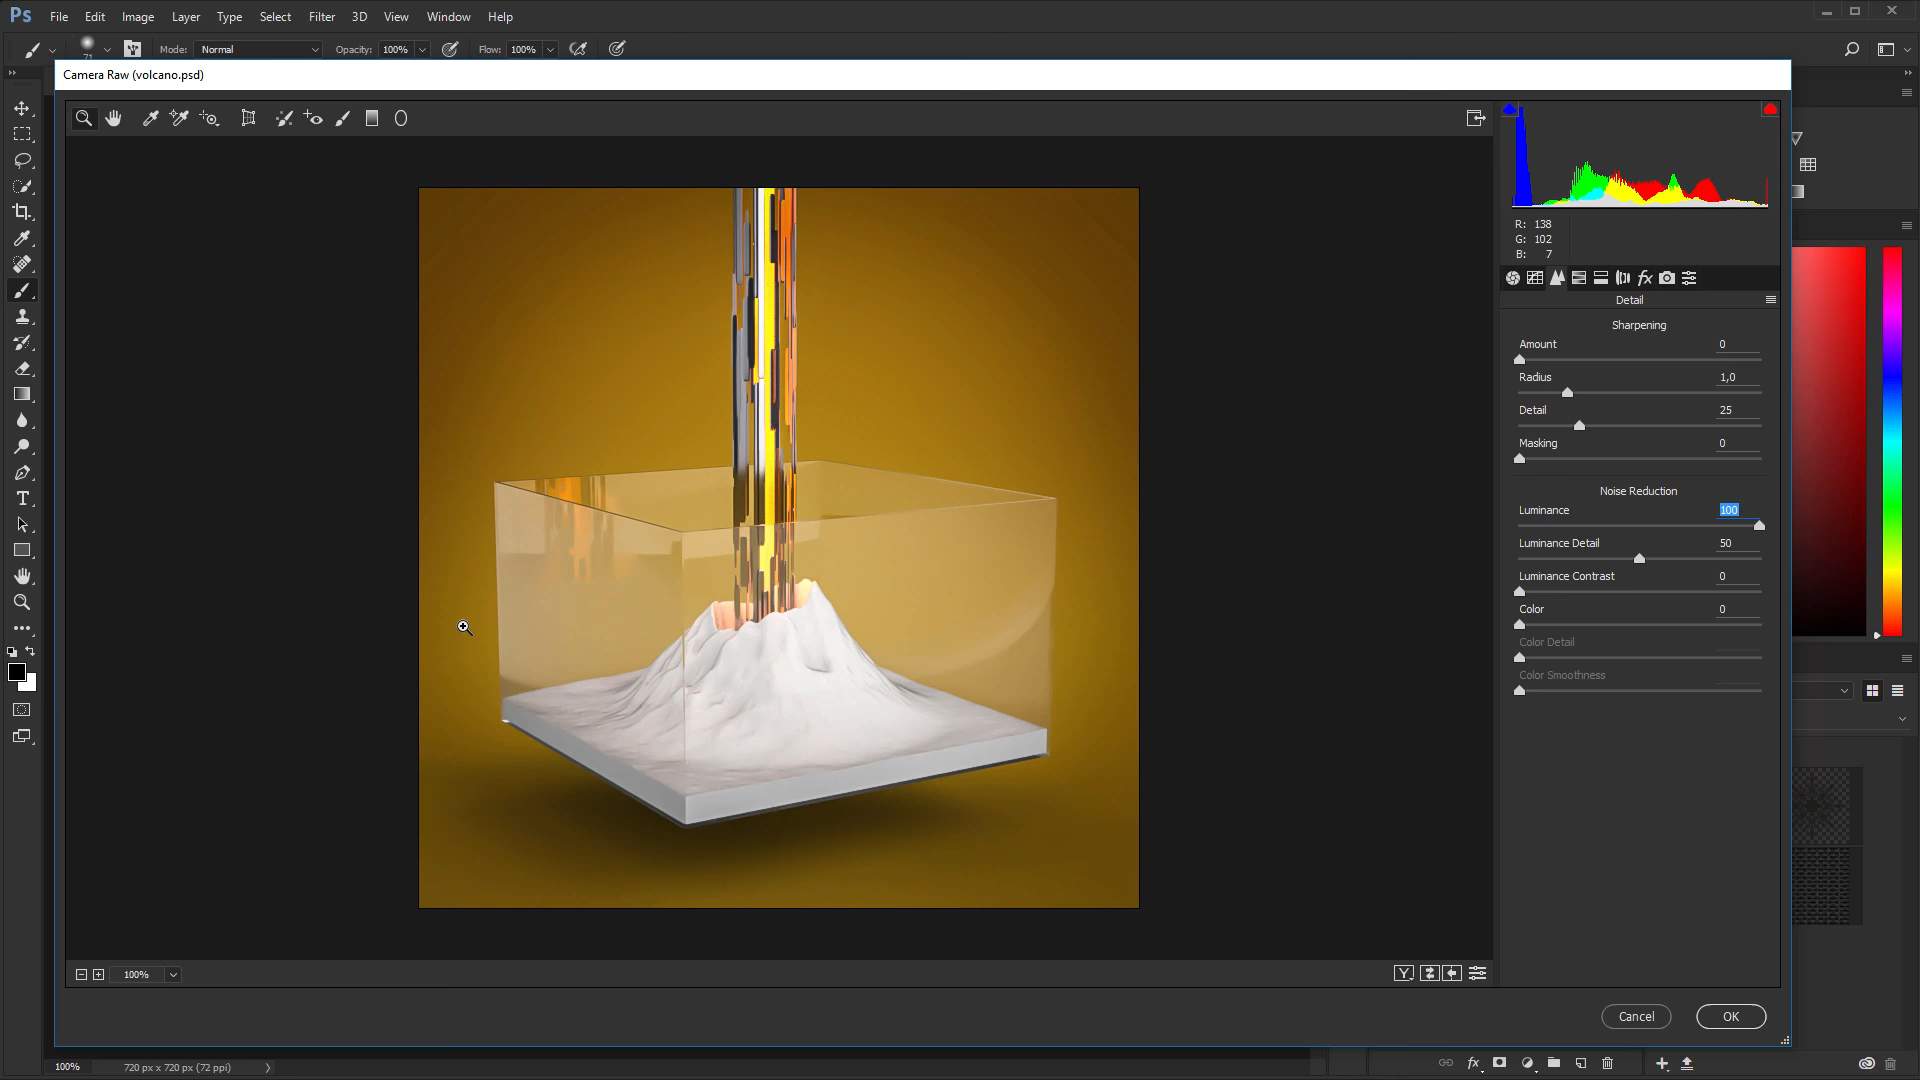 Ps File Edit Image Layer Type Select Filter 3D View Window Help
71 Mode: Normal Opacity: 100% Flow: 100%
Camera Raw (volcano.psd)
R: 138
G: 102
B: 7
fx
Detail
Sharpening
Amount 0
Radius 1,0
Detail 25
Masking 0
Noise Reduction
Luminance 100
Luminance Detail 50
Luminance Contrast 0
Color 0
Color Detail
Color Smoothness
100%
Y
Cancel OK
100% 720 px x 720 px (72 ppi)
fx